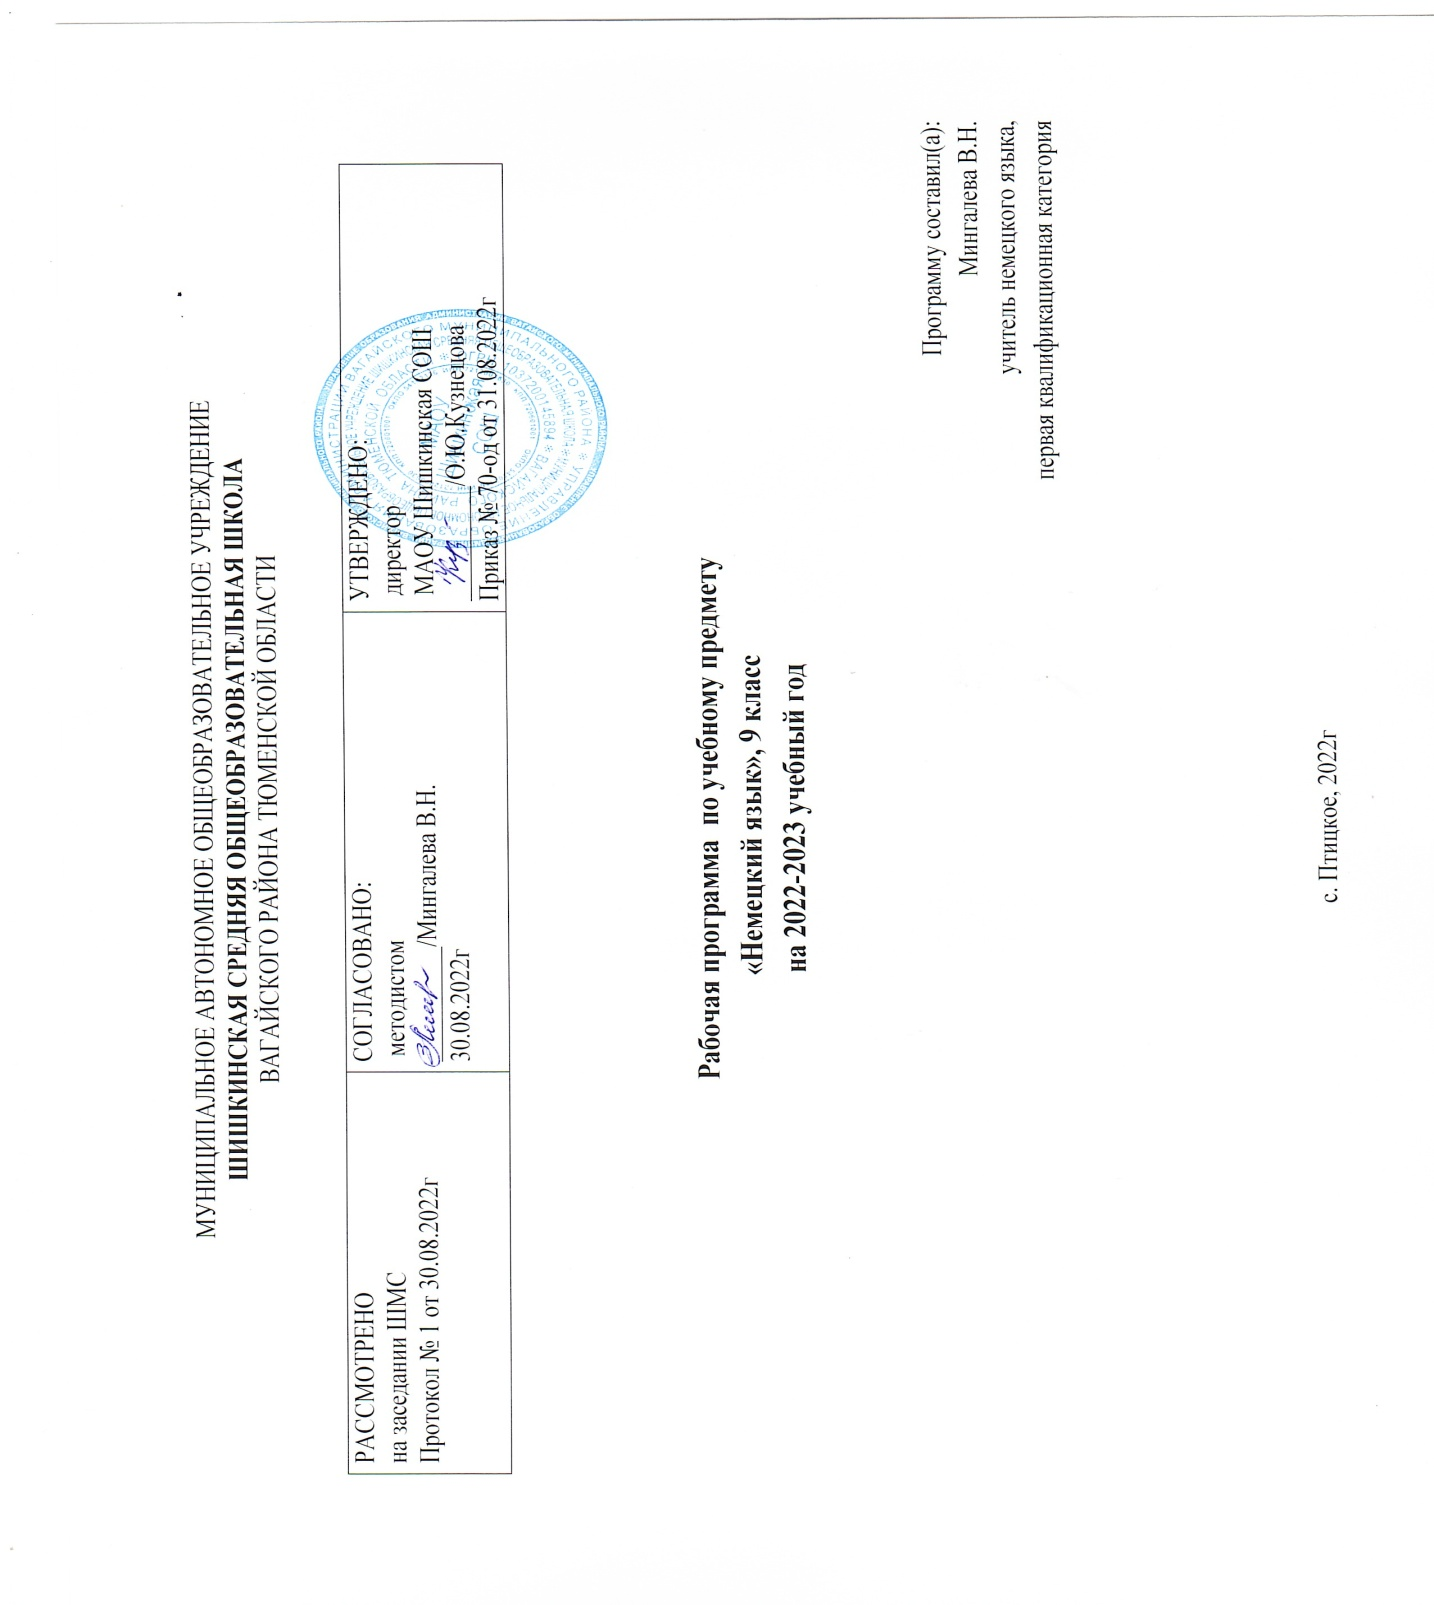 МУНИЦИПАЛЬНОЕ АВТОНОМНОЕ ОБЩЕОБРАЗОВАТЕЛЬНОЕ УЧРЕЖДЕНИЕ
ШИШКИНСКАЯ СРЕДНЯЯ ОБЩЕОБРАЗОВАТЕЛЬНАЯ ШКОЛА
ВАГАЙСКОГО РАЙОНА ТЮМЕНСКОЙ ОБЛАСТИ
РАССМОТРЕНО
на заседании ШМС
Протокол № 1 от 30.08.2022г
СОГЛАСОВАНО:
методистом
/Мингалева В.Н.
30.08.2022г
УТВЕРЖДЕНО:
директор
МАОУ Шишкинская СОШ
/О.Ю.Кузнецова
Приказ № 70-од от 31.08.2022г
Рабочая программа по учебному предмету
«Немецкий язык», 9 класс
на 2022-2023 учебный год
Программу составил(а):
Мингалева В.Н.
учитель немецкого языка,
первая квалификационная категория
с. Птицкое, 2022г